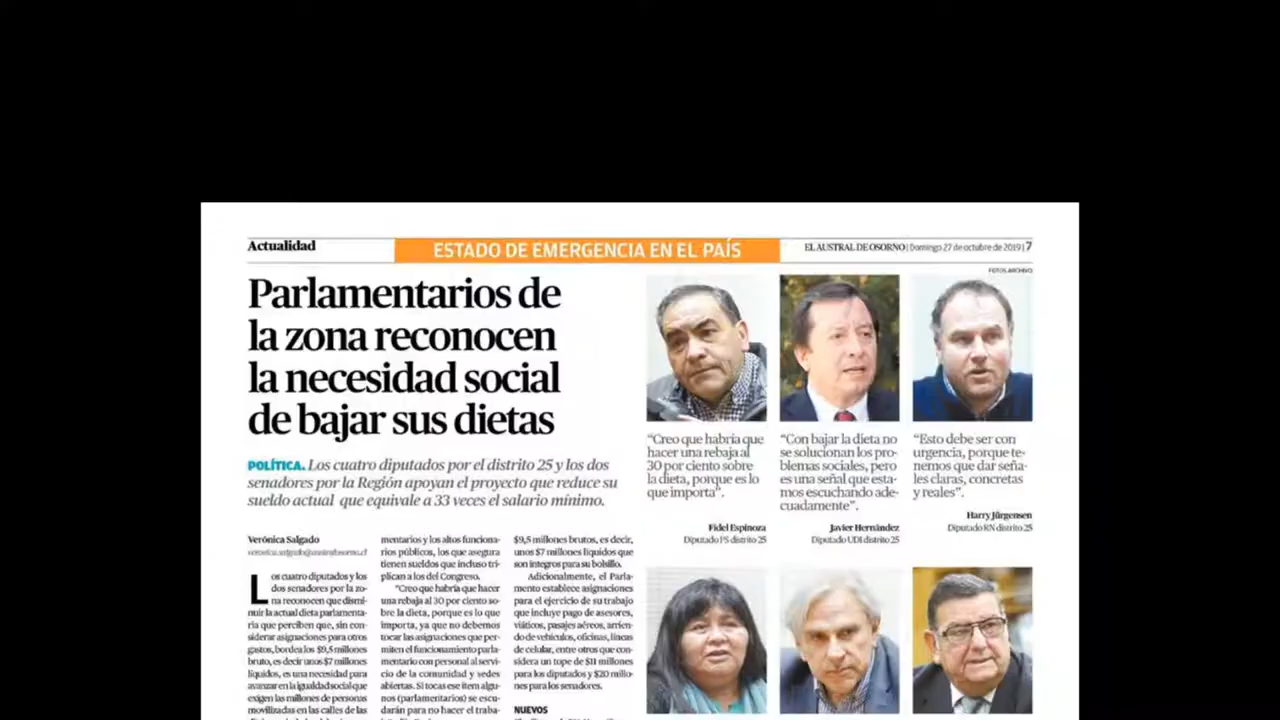 Actualidad
ESTADO DE EMERGENCIA EN EL PAÍS
EL AUSTRAL DE OSORNO | Domingo 27 de octubre de 2019 | 7
FOTOS ARCHIVO
Parlamentarios de
la zona reconocen
la necesidad social
de bajar sus dietas
POLÍTICA. Los cuatro diputados por el distrito 25 y los dos
senadores por la Región apoyan el proyecto que reduce su
sueldo actual que equivale a 33 veces el salario mínimo.
Verónica Salgado
veronica.salgado@australosorno.cl
Los cuatro diputados y los
dos senadores por la zo-
na reconocen que dismi-
nuir la actual dieta parlamenta-
ria que perciben que, sin con-
siderar asignaciones para otros
gastos, bordea los $9,5 millones
bruto, es decir unos $7 millones
líquidos, es una necesidad para
avanzar en la igualdad social que
exigen las millones de personas
movilizadas en las calles de las
mentarios y los altos funciona-
rios públicos, los que asegura
tienen sueldos que incluso tri-
plican a los del Congreso.
"Creo que habría que hacer
una rebaja al 30 por ciento so-
bre la dieta, porque es lo que
importa, ya que no debemos
tocar las asignaciones que per-
miten el funcionamiento parla-
mentario con personal al servi-
cio de la comunidad y sedes
abiertas. Si tocas ese ítem algu-
nos (parlamentarios) se escu-
darán para no hacer el traba-
$9,5 millones brutos, es decir,
unos $7 millones líquidos que
son íntegros para su bolsillo.
Adicionalmente, el Parla-
mento establece asignaciones
para el ejercicio de su trabajo
que incluye pago de asesores,
viáticos, pasajes aéreos, arrien-
do de vehículos, oficinas, líneas
de celular, entre otros que con-
sidera un tope de $11 millones
para los diputados y $20 millo-
nes para los senadores.
NUEVOS
"Creo que habría que
hacer una rebaja al
30 por ciento sobre
la dieta, porque es lo
que importa".
Fidel Espinoza
Diputado PS distrito 25
"Con bajar la dieta no
se solucionan los pro-
blemas sociales, pero
es una señal que esta-
mos escuchando ade-
cuadamente".
Javier Hernández
Diputado UDI distrito 25
"Esto debe ser con
urgencia, porque te-
nemos que dar seña-
les claras, concretas
y reales".
Harry Jürgensen
Diputado RN distrito 25